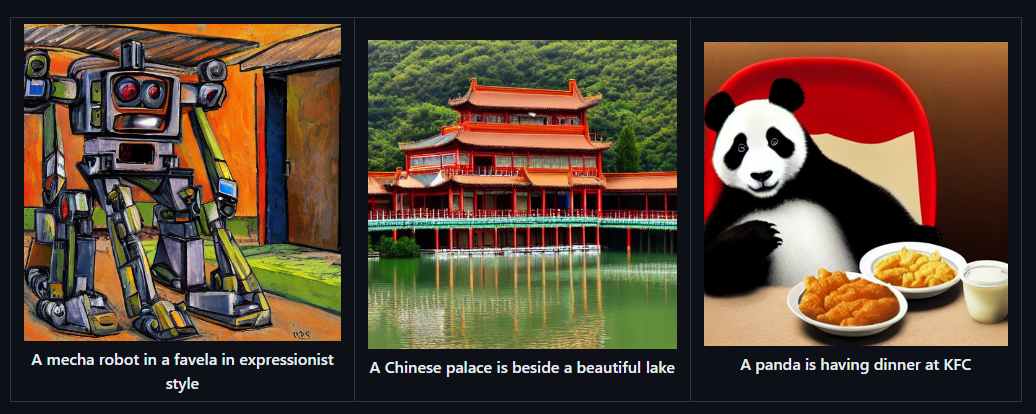 A mecha robot in a favela in expressionist
style
A Chinese palace is beside a beautiful lake
A panda is having dinner at KFC